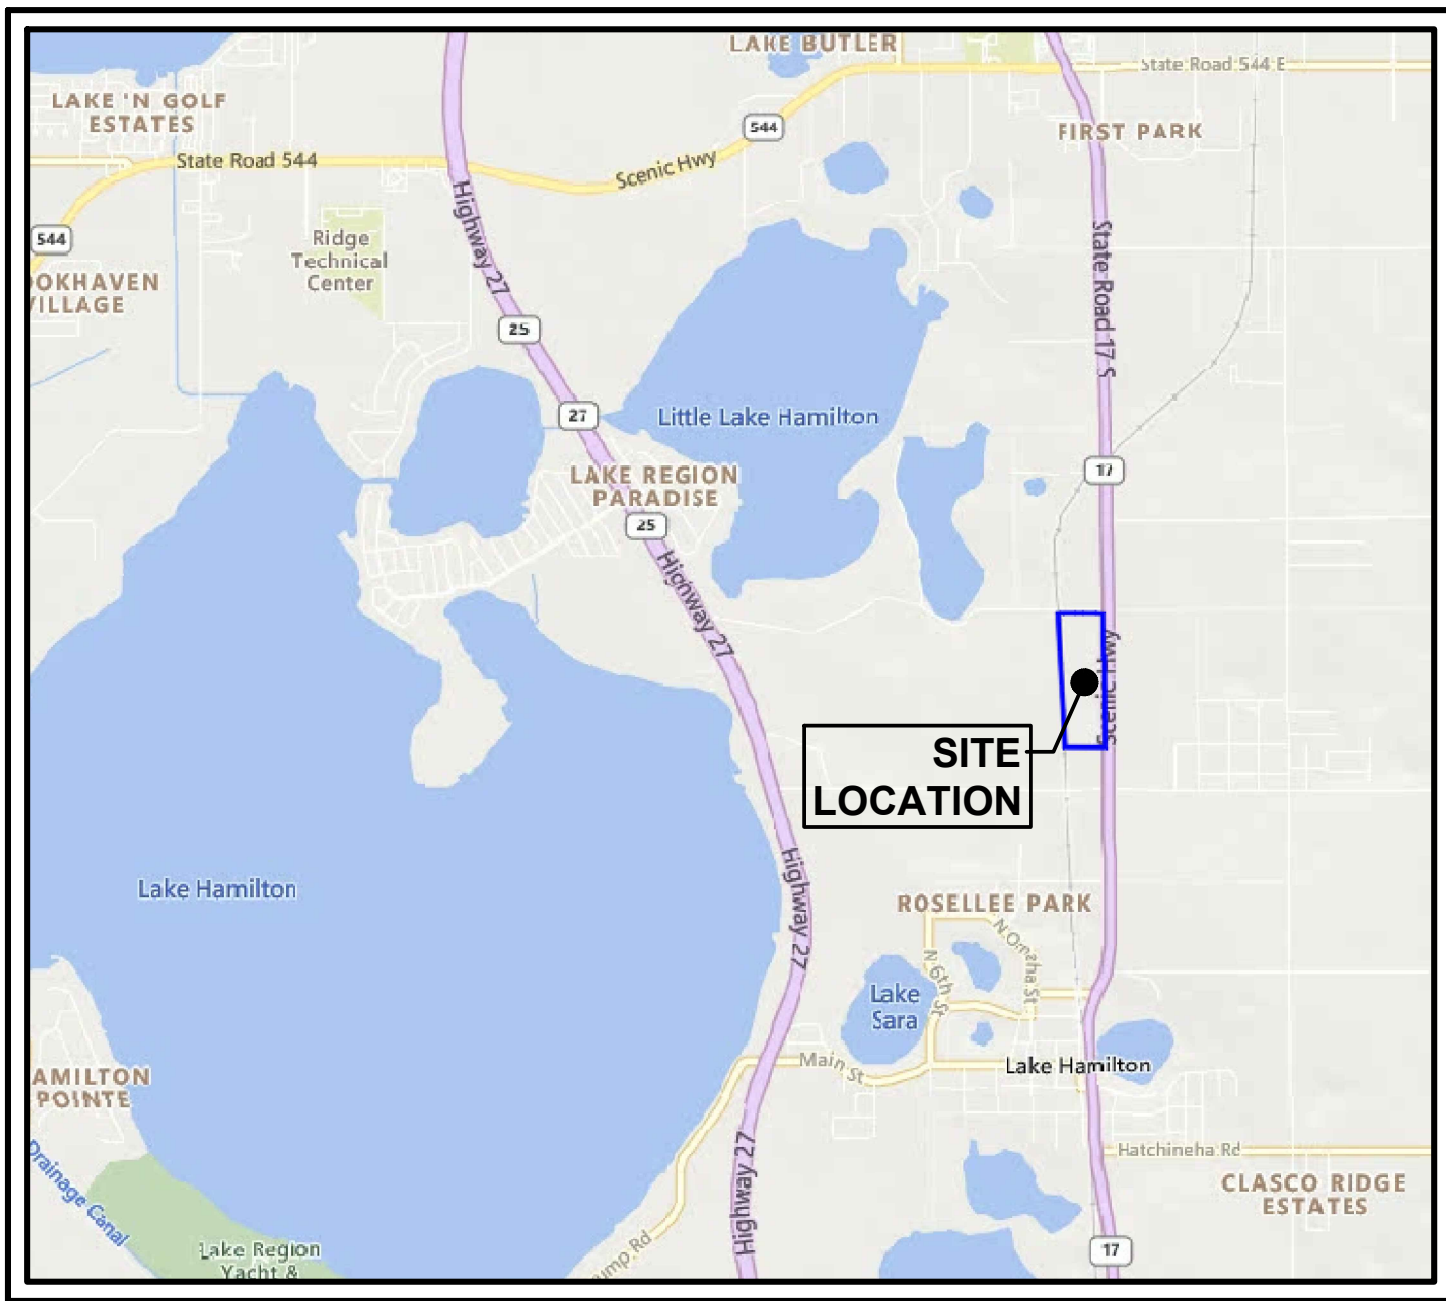 LAKE BUTLER
State Road 544 E
LAKE 'N GOLF
ESTATES
544
FIRST PARK
State Road 544
Scenic Hwy
Highway 27
544
Ridge
Technical
Center
State Road 17 S
OKHAVEN
VILLAGE
25
27
Little Lake Hamilton
LAKE REGION
PARADISE
17
25
Highway 27
Scenic Hwy
SITE
LOCATION
Lake Hamilton
Highway 27
ROSELLEE PARK
N Omaha St
N 6th St
Lake
Sara
Main St
Lake Hamilton
AMILTON
POINTE
Hatchineha Rd
Drainage Canal
Highway 27
CLASCO RIDGE
ESTATES
Lake Region
Yacht &
ump Rd
17